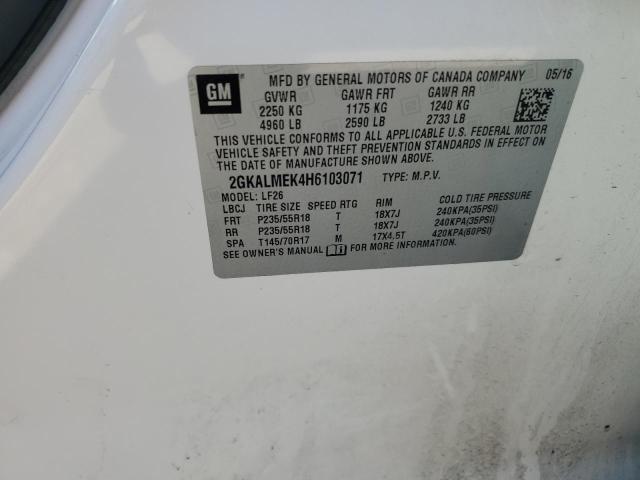 GM
MFD BY GENERAL MOTORS OF CANADA COMPANY 05/16
GVWR GAWR FRT GAWR RR
2250 KG 1175 KG 1240 KG
4960 LB 2590 LB 2733 LB
THIS VEHICLE CONFORMS TO ALL APPLICABLE U.S. FEDERAL MOTOR
VEHICLE SAFETY AND THEFT PREVENTION STANDARDS IN EFFECT ON
THE DATE OF MANUFACTURE SHOWN ABOVE.
2GKALMEK4H6103071 TYPE: M.P.V.
MODEL: LF26
LBCJ TIRE SIZE SPEED RTG RIM COLD TIRE PRESSURE
FRT P235/55R18 T 18X7J 240KPA(35PSI)
RR P235/55R18 T 18X7J 240KPA(35PSI)
SPA T145/70R17 M 17X4.5T 420KPA(60PSI)
SEE OWNER'S MANUAL FOR MORE INFORMATION.